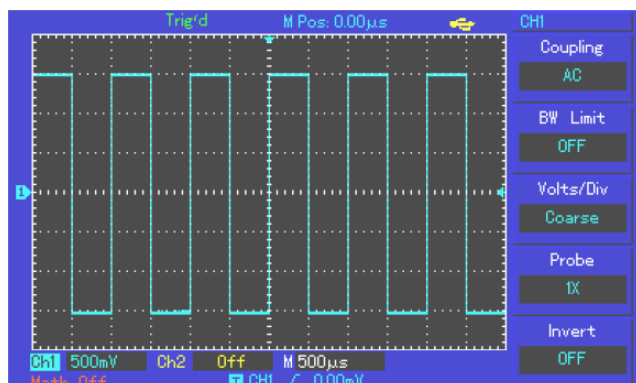 Trig'd M Pos: 0.00μs CH1
Coupling
AC
BW Limit
OFF
Volts/Div
Coarse
Probe
1X
Invert
OFF
1
Ch1 500mV Ch2 Off M 500μs
Math Off T CH1 / 0.00mV